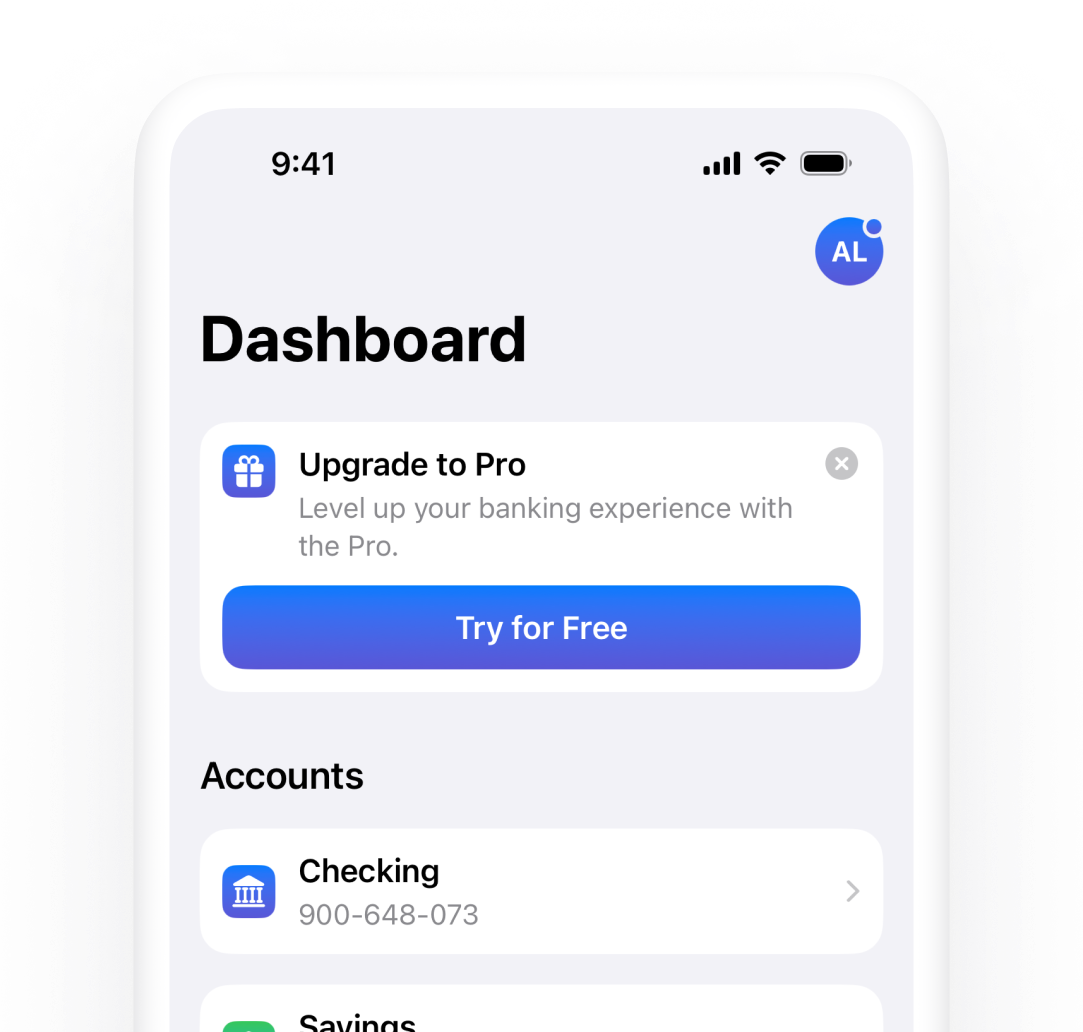 9:41
AL
Dashboard
Upgrade to Pro
Level up your banking experience with
the Pro.
Try for Free
Accounts
Checking
900-648-073
Savings